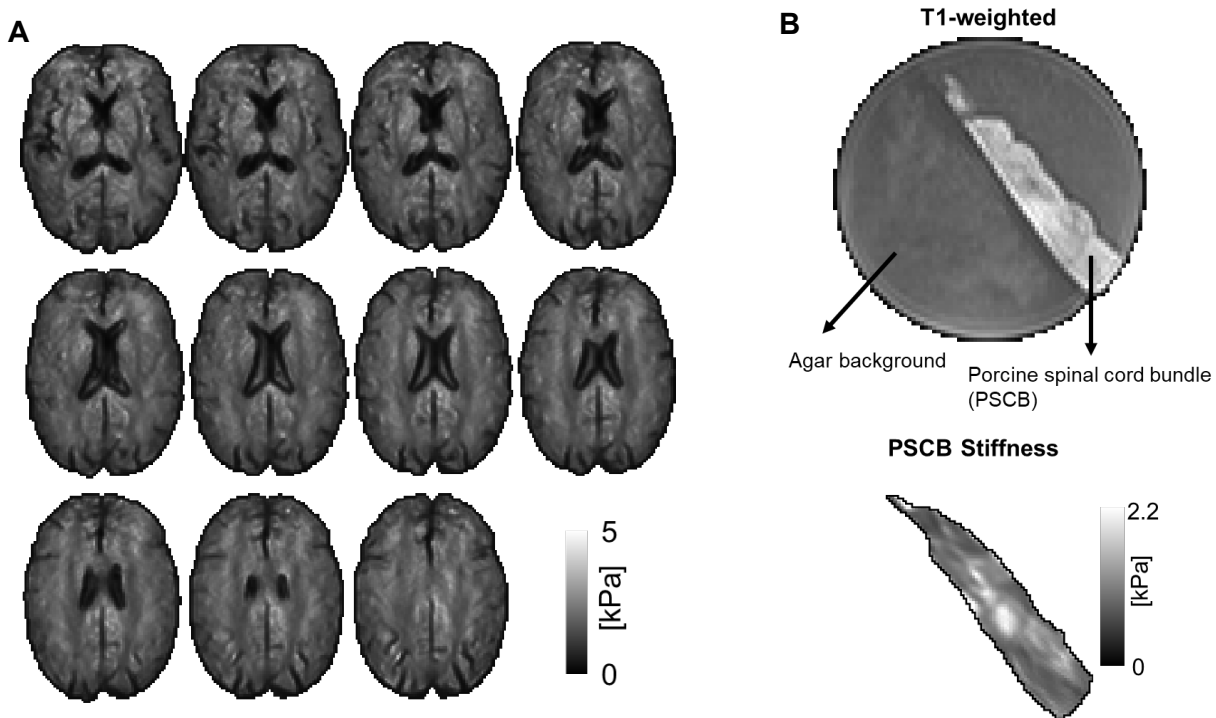 A
5
[kPa]
0
B
T1-weighted
Agar background
Porcine spinal cord bundle
(PSCB)
PSCB Stiffness
2.2
[kPa]
0